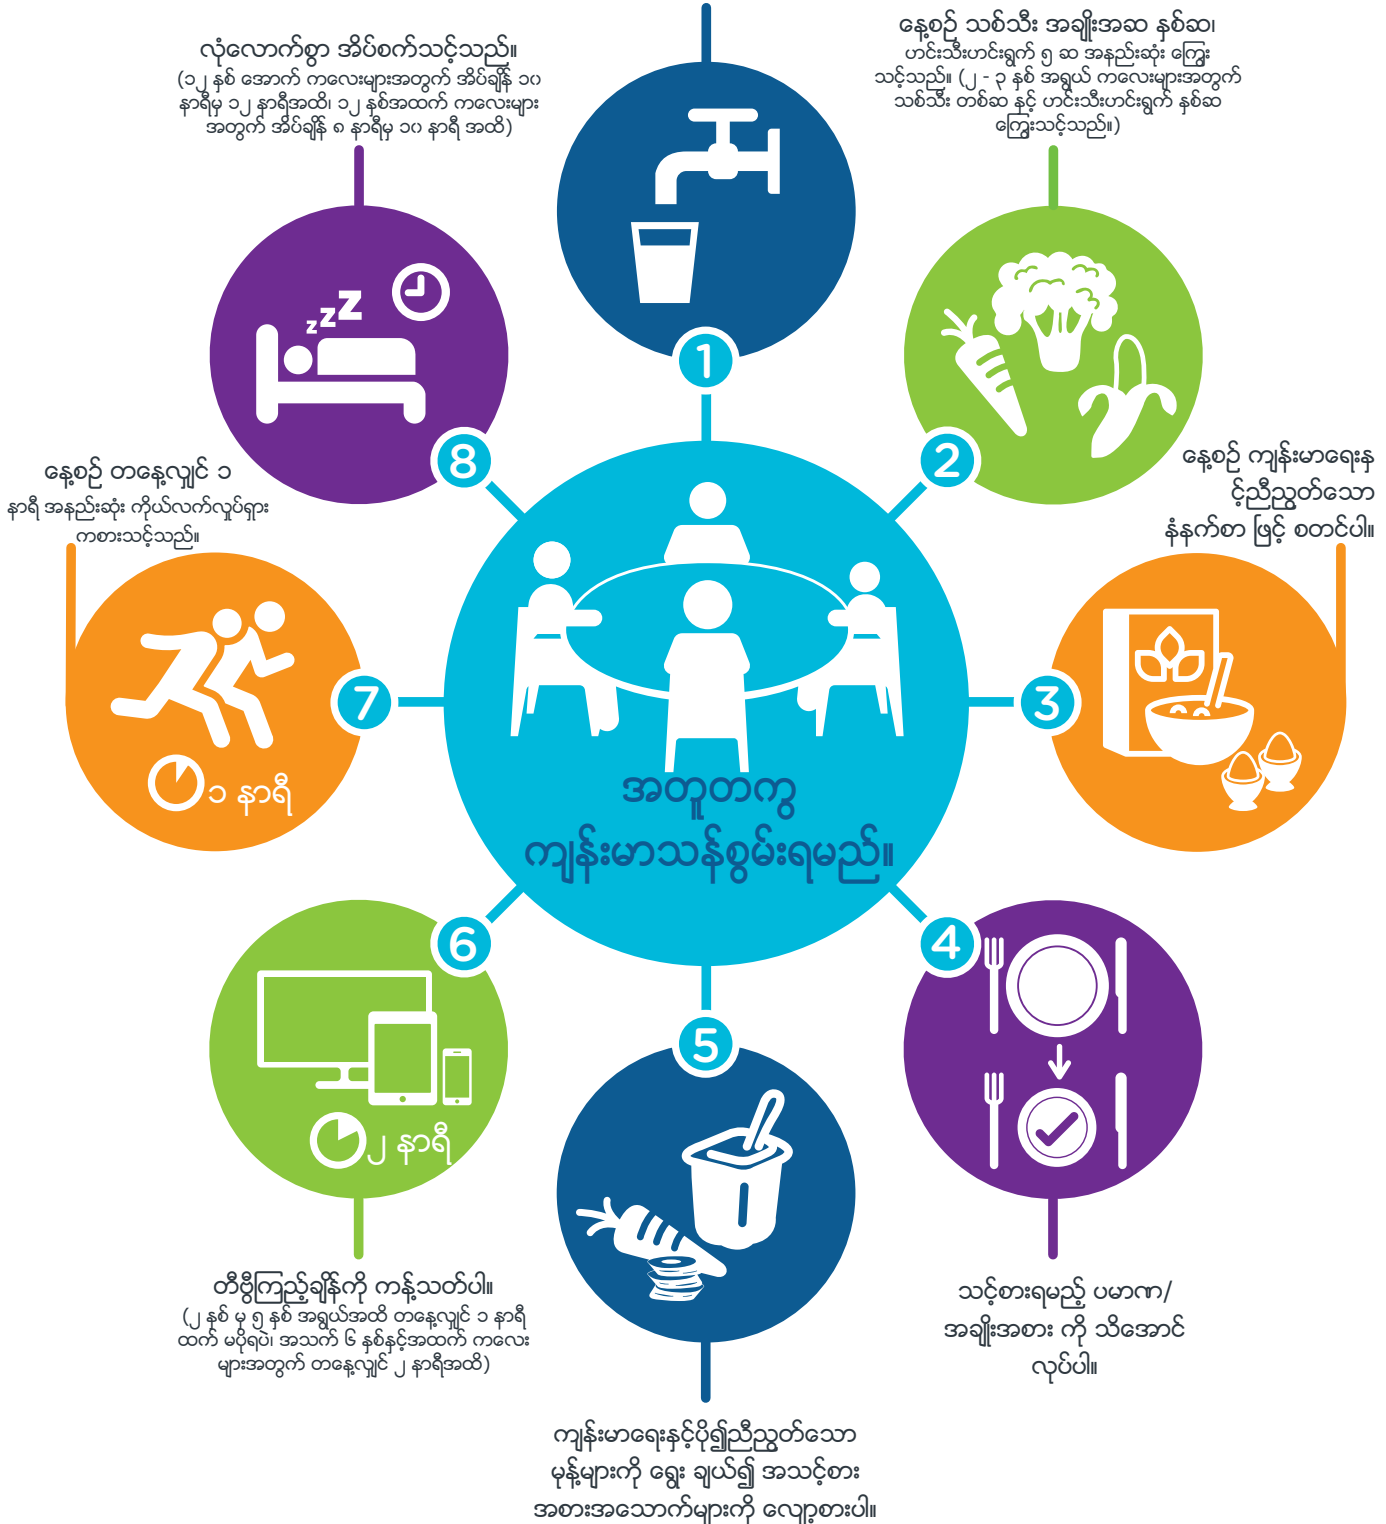 နေ့စဉ် သစ်သီး အချိုးအဆ နှစ်ဆ၊
ဟင်းသီးဟင်းရွက် ၅ ဆ အနည်းဆုံး ကြွေး
သင့်သည်။ (၂ - ၃ နှစ် အရွယ် ကလေးများအတွက်
သစ်သီး တစ်ဆ နှင့် ဟင်းသီးဟင်းရွက် နှစ်ဆ
ကြွေးသင့်သည်။)
လုံလောက်စွာ အိပ်စက်သင့်သည်။
(၁၂ နှစ် အောက် ကလေးများအတွက် အိပ်ချိန် ၁၀
နာရီမှ ၁၂ နာရီအထိ၊ ၁၂ နှစ်အထက် ကလေးများ
အတွက် အိပ်ချိန် ၈ နာရီမှ ၁၀ နာရီ အထိ)
zzz
1
2
8
နေ့စဉ် ကျန်းမာရေးနှ
င့်ညီညွတ်သော
နံနက်စာ ဖြင့် စတင်ပါ။
နေ့စဉ် တနေ့လျှင် ၁
နာရီ အနည်းဆုံး ကိုယ်လက်လှုပ်ရှား
ကစားသင့်သည်။
3
7
၁ နာရီ
အတူတကွ
ကျန်းမာသန်စွမ်းရမည်။
4
6
5
၂ နာရီ
သင့်စားရမည့် ပမာဏ/
အချိုးအစား ကို သိအောင်
လုပ်ပါ။
တီဗွီကြည့်ချိန်ကို ကန့်သတ်ပါ။
(၂ နှစ် မှ ၅ နှစ် အရွယ်အထိ တနေ့လျှင် ၁ နာရီ
ထက် မပိုရပဲ၊ အသက် ၆ နှစ်နှင့်အထက် ကလေး
များအတွက် တနေ့လျှင် ၂ နာရီအထိ)
ကျန်းမာရေးနှင့်ပို၍ညီညွတ်သော
မုန့်များကို ရွေး ချယ်၍ အသင့်စား
အစားအသောက်များကို လျော့စားပါ။